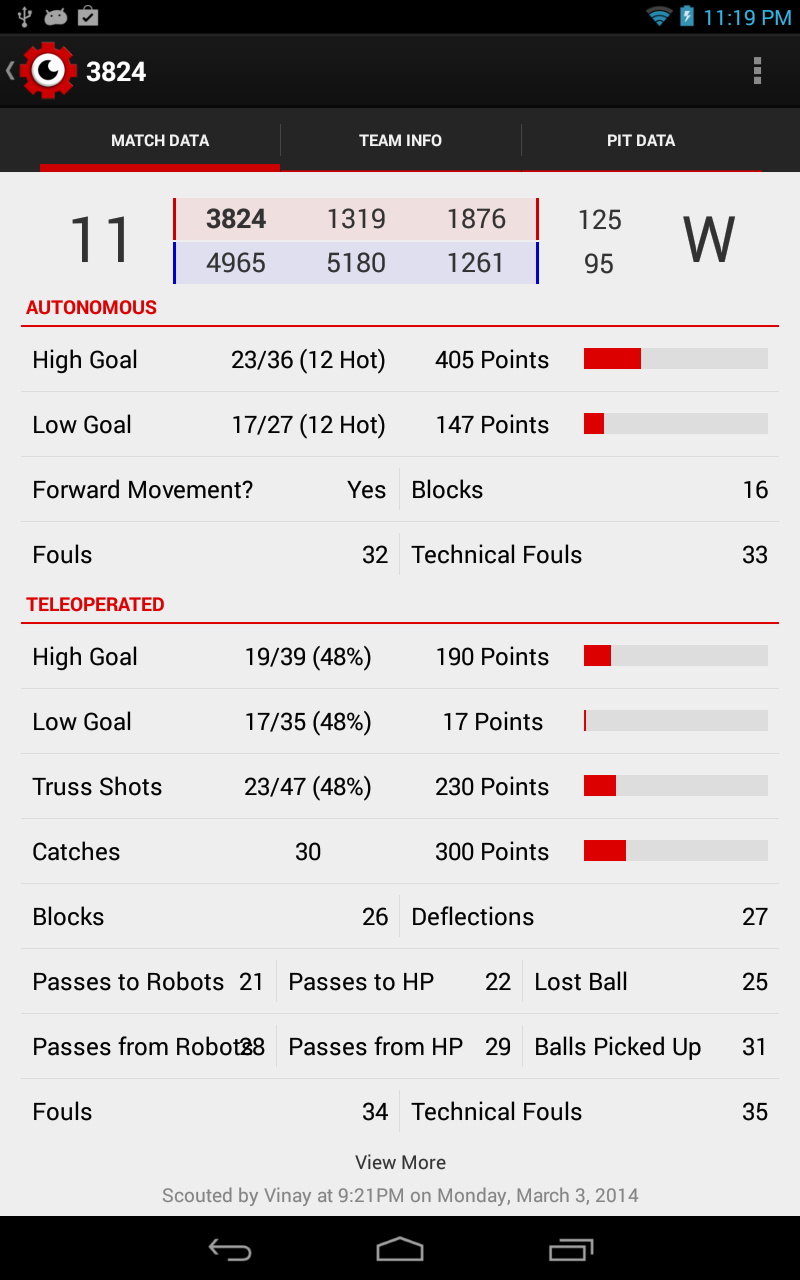 11:19 PM
3824
MATCH DATA TEAM INFO PIT DATA
11 3824 1319 1876 125 W
4965 5180 1261 95
AUTONOMOUS
High Goal 23/36 (12 Hot) 405 Points
Low Goal 17/27 (12 Hot) 147 Points
Forward Movement? Yes Blocks 16
Fouls 32 Technical Fouls 33
TELEOPERATED
High Goal 19/39 (48%) 190 Points
Low Goal 17/35 (48%) 17 Points
Truss Shots 23/47 (48%) 230 Points
Catches 30 300 Points
Blocks 26 Deflections 27
Passes to Robots 21 Passes to HP 22 Lost Ball 25
Passes from Robots 28 Passes from HP 29 Balls Picked Up 31
Fouls 34 Technical Fouls 35
View More
Scouted by Vinay at 9:21PM on Monday, March 3, 2014